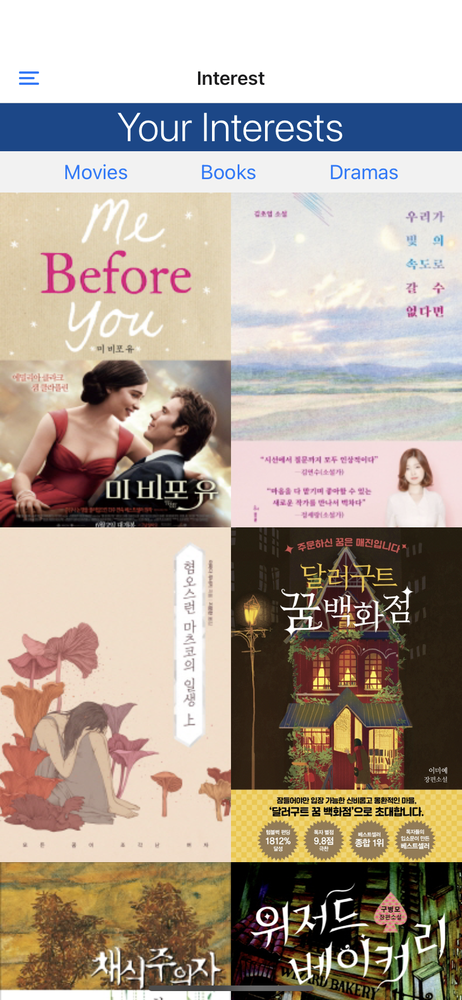 Interest
Your Interests
Movies
Books
Dramas
Me
Before
You
미 비포 유
에밀리아 클라크
샘 클라플린
미 비포 유
6월 2일 대개봉
김초엽 소설
우리가
빛의
속도로
갈 수
없다면
“시선에서 질문까지 모두 인상적이다”
—김연수(소설가)
“마음을 다 맡기며 좋아할 수 있는
새로운 작가를 만나서 벅차다”
—정세랑(소설가)
혐오스런 마츠코의 일생 上
주문하신 꿈은 매진입니다
달러구트
꿈 백화점
이미예
장편소설
잠들어야만 입장 가능한 신비롭고 몽환적인 마을,
‘달러구트 꿈 백화점’으로 초대합니다.
텀블벅 펀딩
1812%
달성
독자 별점
9.8점
극찬
베스트셀러
종합 1위
독자들의
입소문이 만든
베스트셀러
채식주의자
구병모
장편소설
위저드
베이커리
WIZARD BAKERY